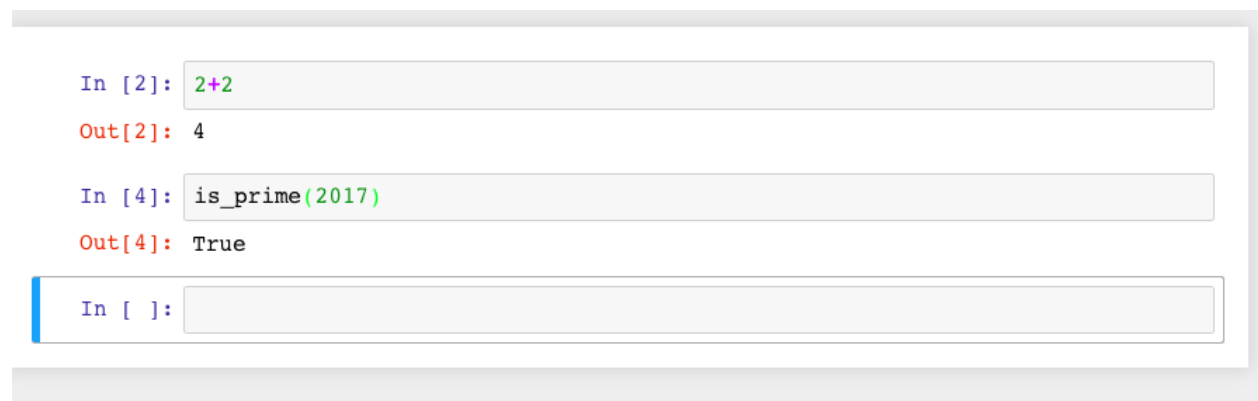 In [2]: 2+2
Out[2]: 4
In [4]: is_prime(2017)
Out[4]: True
In [ ]: